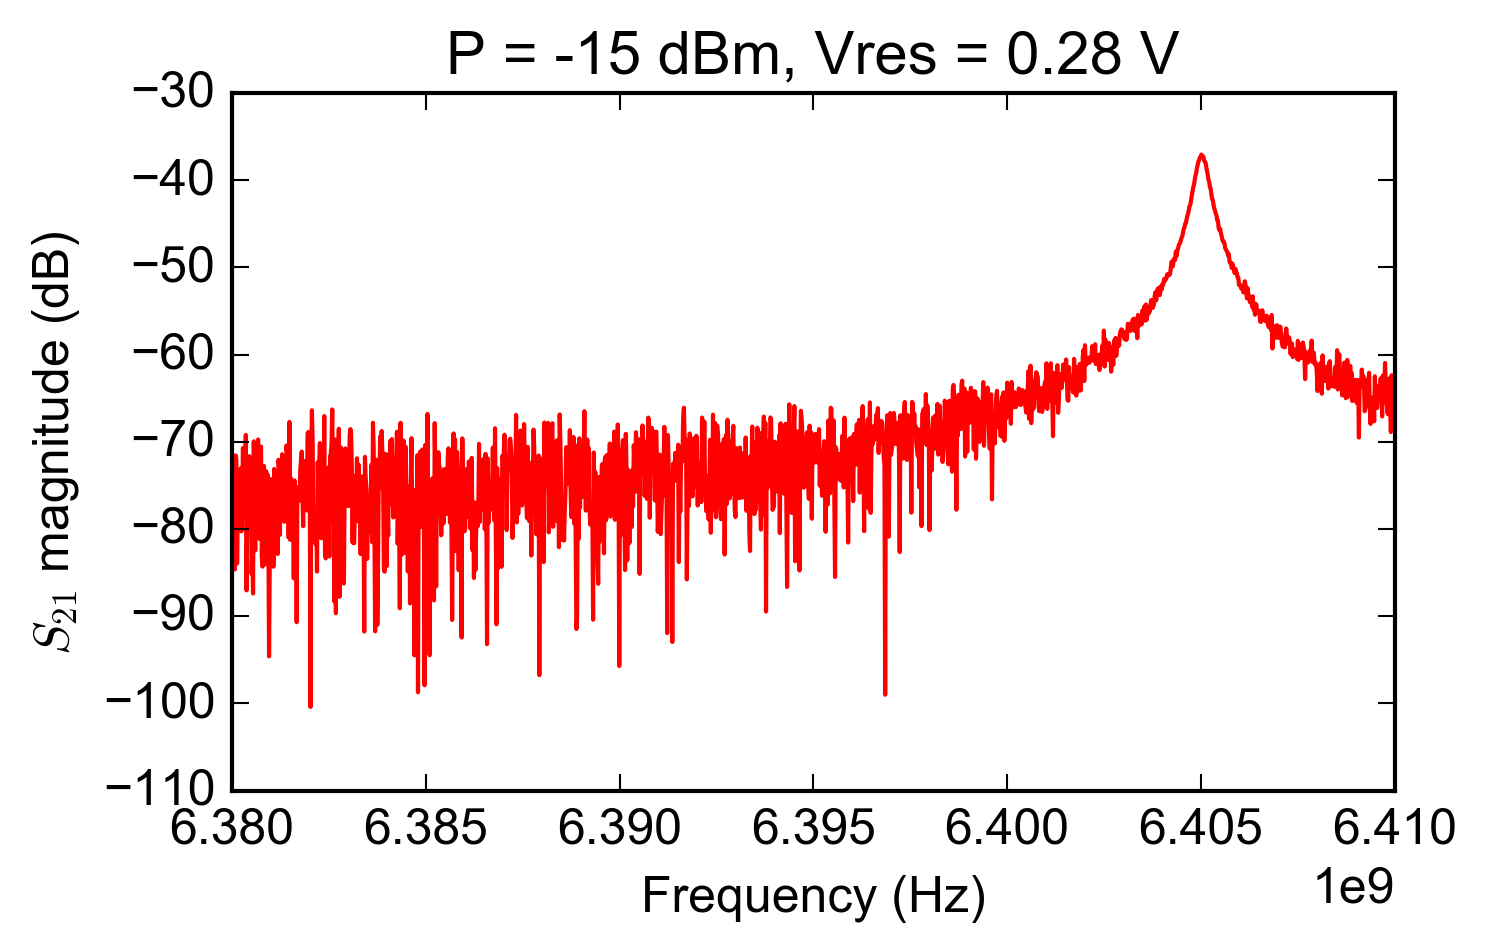 P = -15 dBm, Vres = 0.28 V
−30
−40
−50
−60
−70
−80
−90
−100
−110
S21 magnitude (dB)
6.380 6.385 6.390 6.395 6.400 6.405 6.410
1e9
Frequency (Hz)